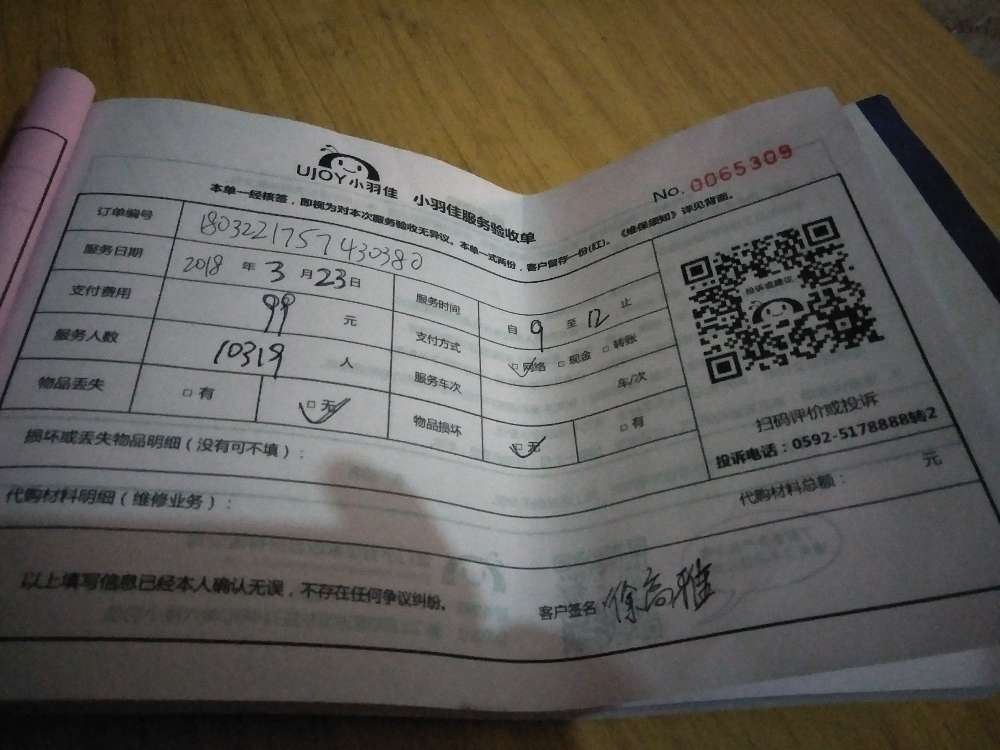 UJOY小羽佳 小羽佳服务验收单
No. 0065309
本单一经核签，即视为对本次服务验收无异议。本单一式两份，客户留存一份(红)。《维保须知》详见背面。
订单编号 180322175743038
服务日期 2018 年 3 月 23 日 服务时间 自 9 至 12 止
支付费用 99 元 支付方式 □网络 □现金 □转账
服务人数 10319 人 服务车次 车/次
物品丢失 □有 □无 物品损坏 □无 □有
投诉或建议
扫码评价或投诉
投诉电话：0592-5178888转2
损坏或丢失物品明细（没有可不填）：
代购材料明细（维修业务）： 代购材料总额： 元
以上填写信息已经本人确认无误，不存在任何争议纠纷。 客户签名：徐高雅